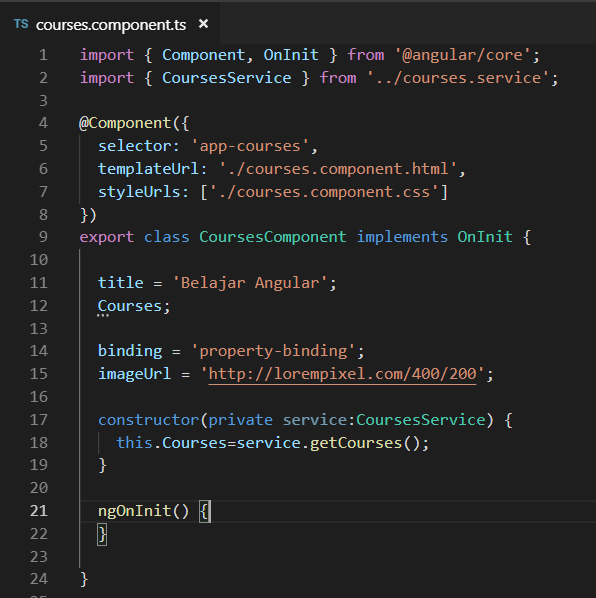 TS courses.component.ts ×
1 import { Component, OnInit } from '@angular/core';
2 import { CoursesService } from '../courses.service';
3
4 @Component({
5   selector: 'app-courses',
6   templateUrl: './courses.component.html',
7   styleUrls: ['./courses.component.css']
8 })
9 export class CoursesComponent implements OnInit {
10
11   title = 'Belajar Angular';
12   Courses;
13
14   binding = 'property-binding';
15   imageUrl = 'http://lorempixel.com/400/200';
16
17   constructor(private service:CoursesService) {
18     this.Courses=service.getCourses();
19   }
20
21   ngOnInit() {
22   }
23
24 }